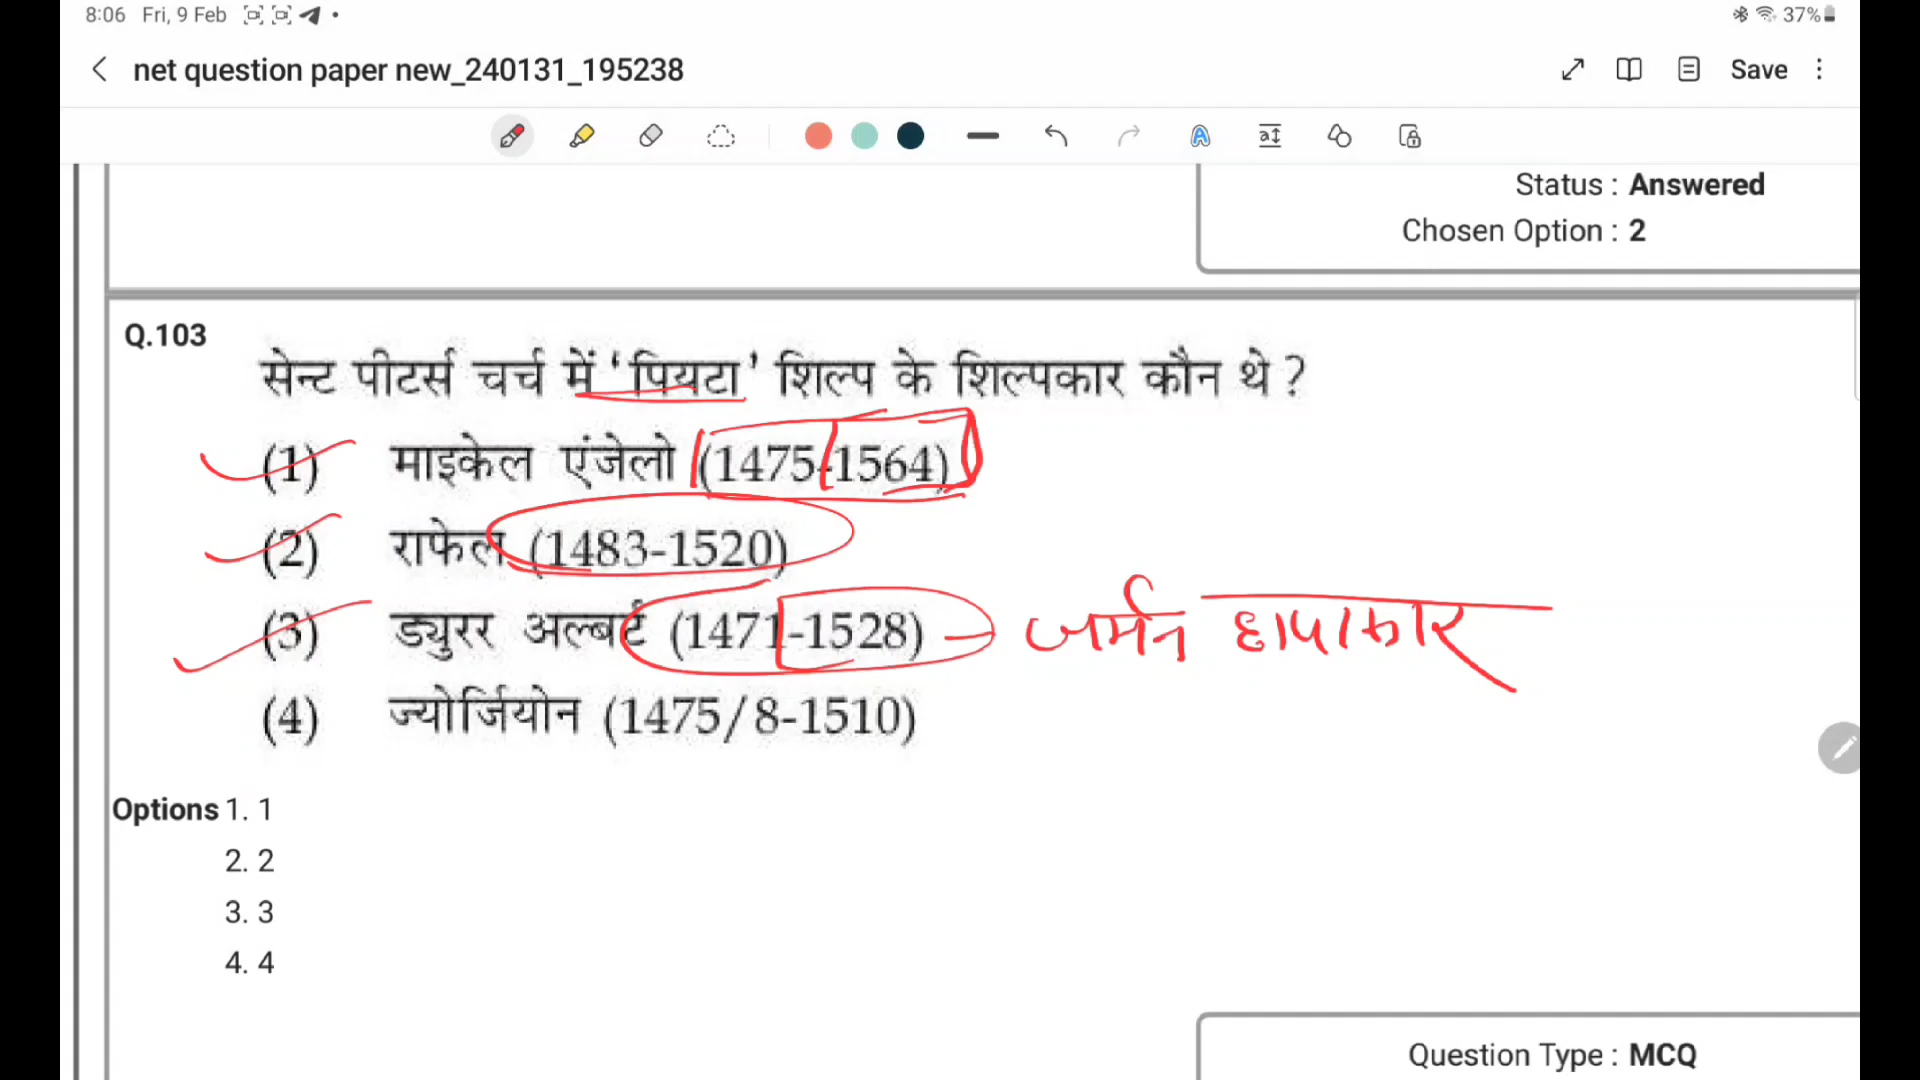 8:06 Fri, 9 Feb 37%
net question paper new_240131_195238 Save
Status : Answered
Chosen Option : 2
Q.103
सेन्ट पीटर्स चर्च में 'पियटा' शिल्प के शिल्पकार कौन थे ?
(1) माइकेल एंजेलो (1475-1564)
(2) राफेल (1483-1520)
(3) ड्युरर अल्बर्ट (1471-1528) - जर्मन छापाकार
(4) ज्योर्जियोन (1475/8-1510)
Options 1. 1
2. 2
3. 3
4. 4
Question Type : MCQ